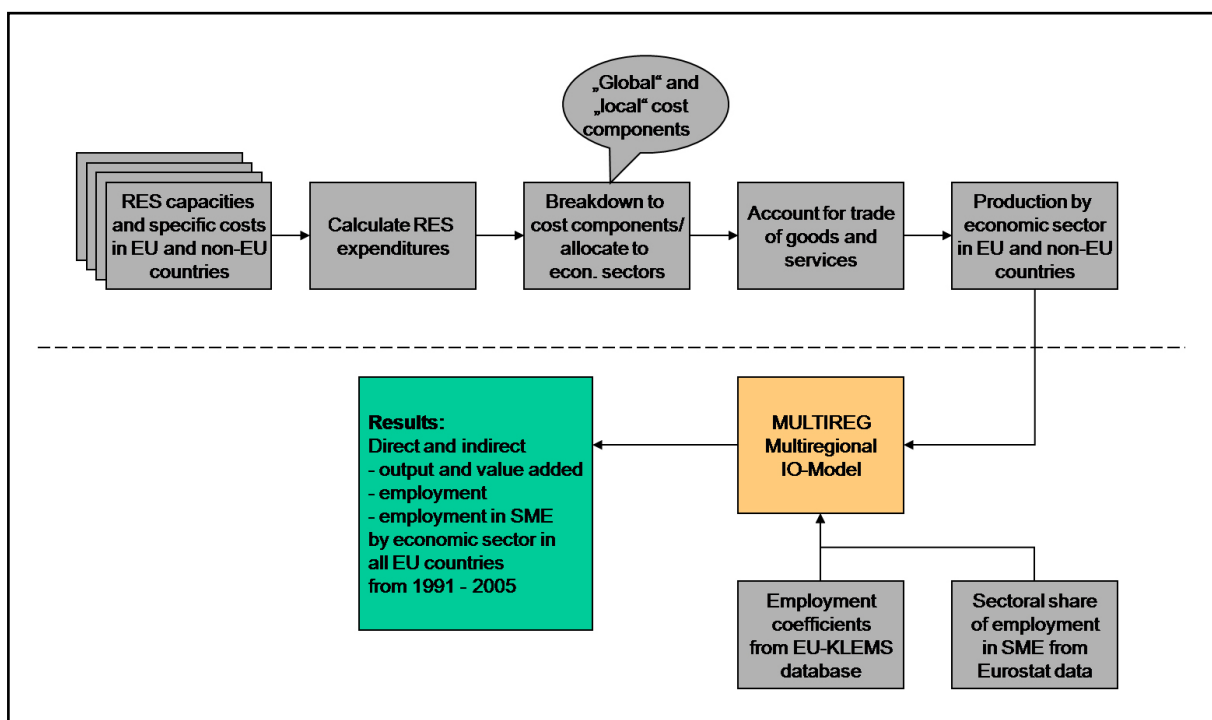 „Global“ and
„local“ cost
components
RES capacities
and specific costs
in EU and non-EU
countries
Calculate RES
expenditures
Breakdown to
cost components/
allocate to
econ. sectors
Account for trade
of goods and
services
Production by
economic sector
in EU and non-EU
countries
Results:
Direct and indirect
- output and value added
- employment
- employment in SME
by economic sector in
all EU countries
from 1991 - 2005
MULTIREG
Multiregional
IO-Model
Employment
coefficients
from EU-KLEMS
database
Sectoral share
of employment
in SME from
Eurostat data